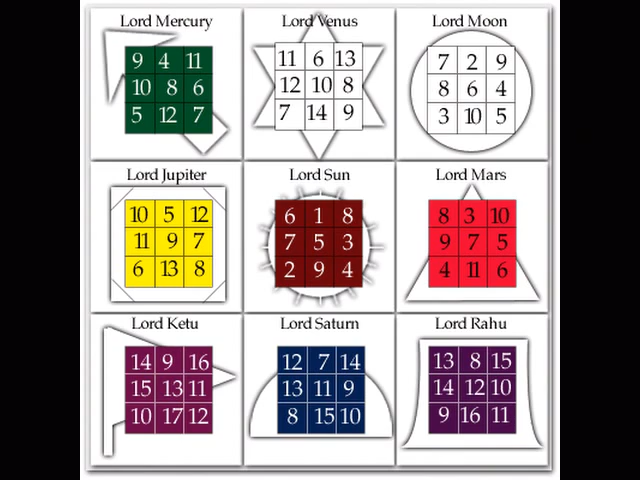 Lord Mercury
9 4 11
10 8 6
5 12 7
Lord Venus
11 6 13
12 10 8
7 14 9
Lord Moon
7 2 9
8 6 4
3 10 5
Lord Jupiter
10 5 12
11 9 7
6 13 8
Lord Sun
6 1 8
7 5 3
2 9 4
Lord Mars
8 3 10
9 7 5
4 11 6
Lord Ketu
14 9 16
15 13 11
10 17 12
Lord Saturn
12 7 14
13 11 9
8 15 10
Lord Rahu
13 8 15
14 12 10
9 16 11